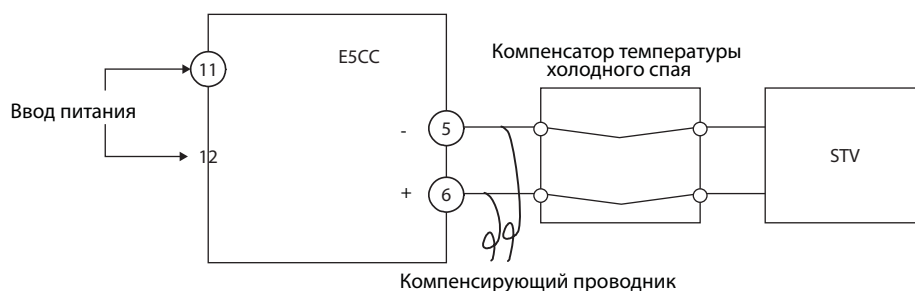 E5CC
11
Ввод питания
12
- 5
+ 6
Компенсатор температуры
холодного спая
STV
Компенсирующий проводник